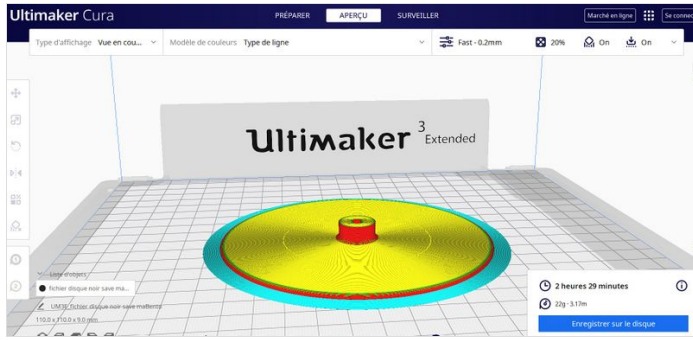 Ultimaker Cura
PRÉPARER APERÇU SURVEILLER
Marché en ligne
Se connec
Type d'affichage Vue en cou...
Modèle de couleurs Type de ligne
Fast - 0.2mm
20%
On
On
Ultimaker 3 Extended
Liste d'objets
fichier disque noir save ma...
UM3E_fichier disque noir save maBento
110.0 x 110.0 x 9.0 mm
2 heures 29 minutes
22g · 3.17m
Enregistrer sur le disque